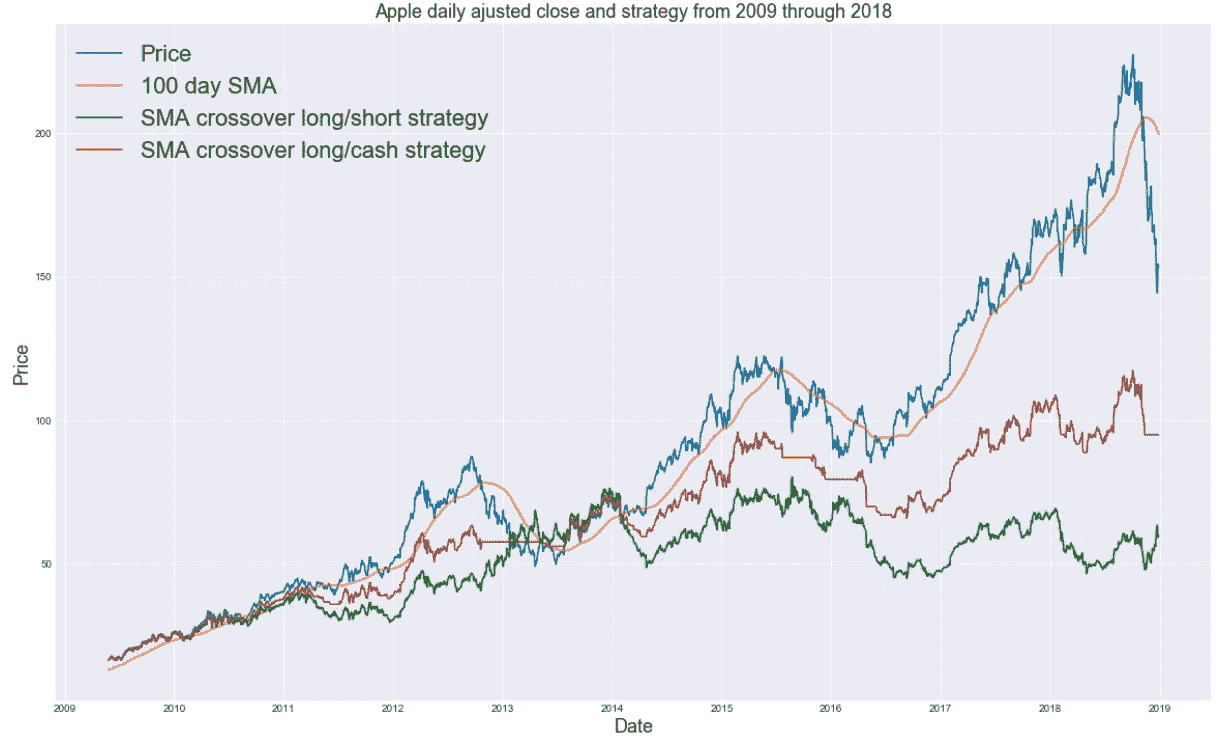 Apple daily ajusted close and strategy from 2009 through 2018
Price
100 day SMA
SMA crossover long/short strategy
SMA crossover long/cash strategy
200
150
100
50
Price
2009 2010 2011 2012 2013 2014 2015 2016 2017 2018 2019
Date